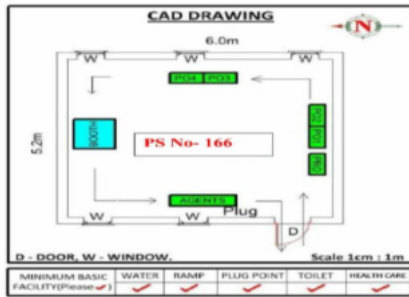 CAD DRAWING
N
6.0m
W W W
PO4 PO3
5.2m
BOOTH
PS No- 166
PO2 PO1
PRO
AGENTS
Plug
W W
D
D - DOOR, W - WINDOW.
Scale 1cm : 1m
MINIMUM BASIC FACILITY(Please✓) WATER RAMP PLUG POINT TOILET HEALTH CARE